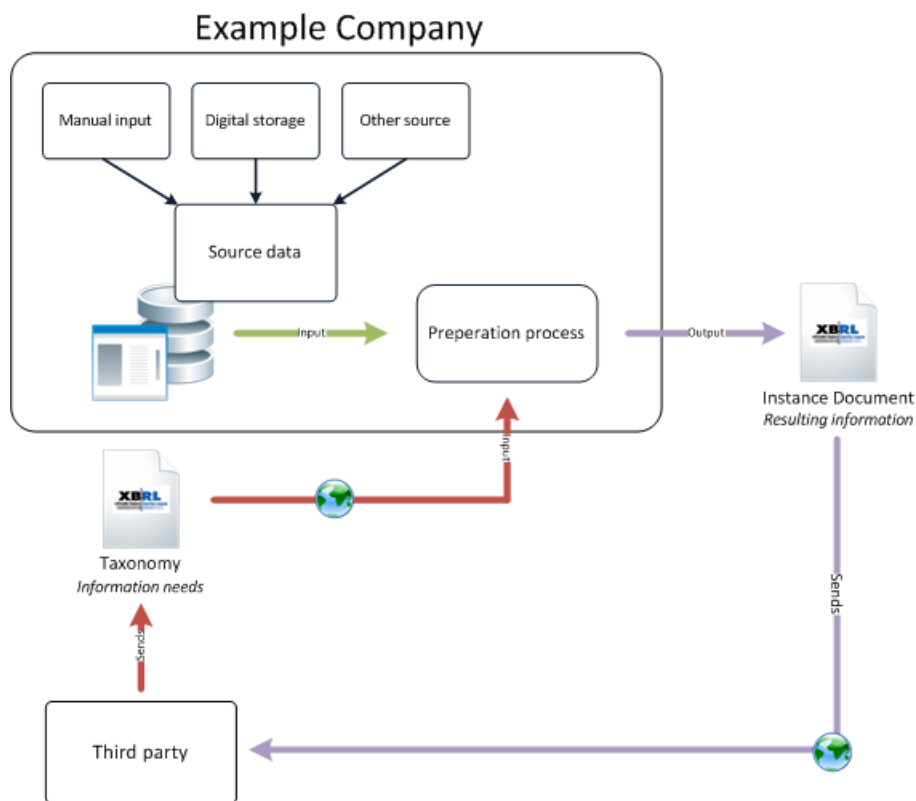 Example Company
Manual input
Digital storage
Other source
Source data
Input
Preperation process
Output
XBRL
Instance Document
Resulting information
Input
XBRL
Taxonomy
Information needs
Sends
Sends
Third party